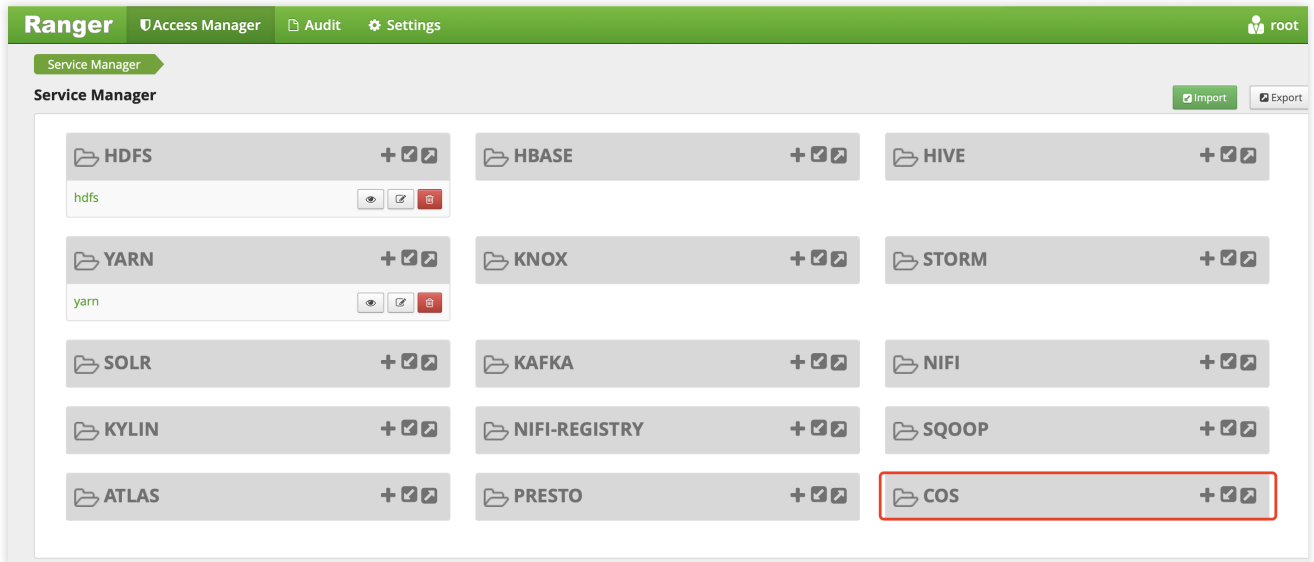 Ranger Access Manager Audit Settings root
Service Manager
Service Manager Import Export
HDFS HBASE HIVE
hdfs
YARN KNOX STORM
yarn
SOLR KAFKA NIFI
KYLIN NIFI-REGISTRY SQOOP
ATLAS PRESTO COS